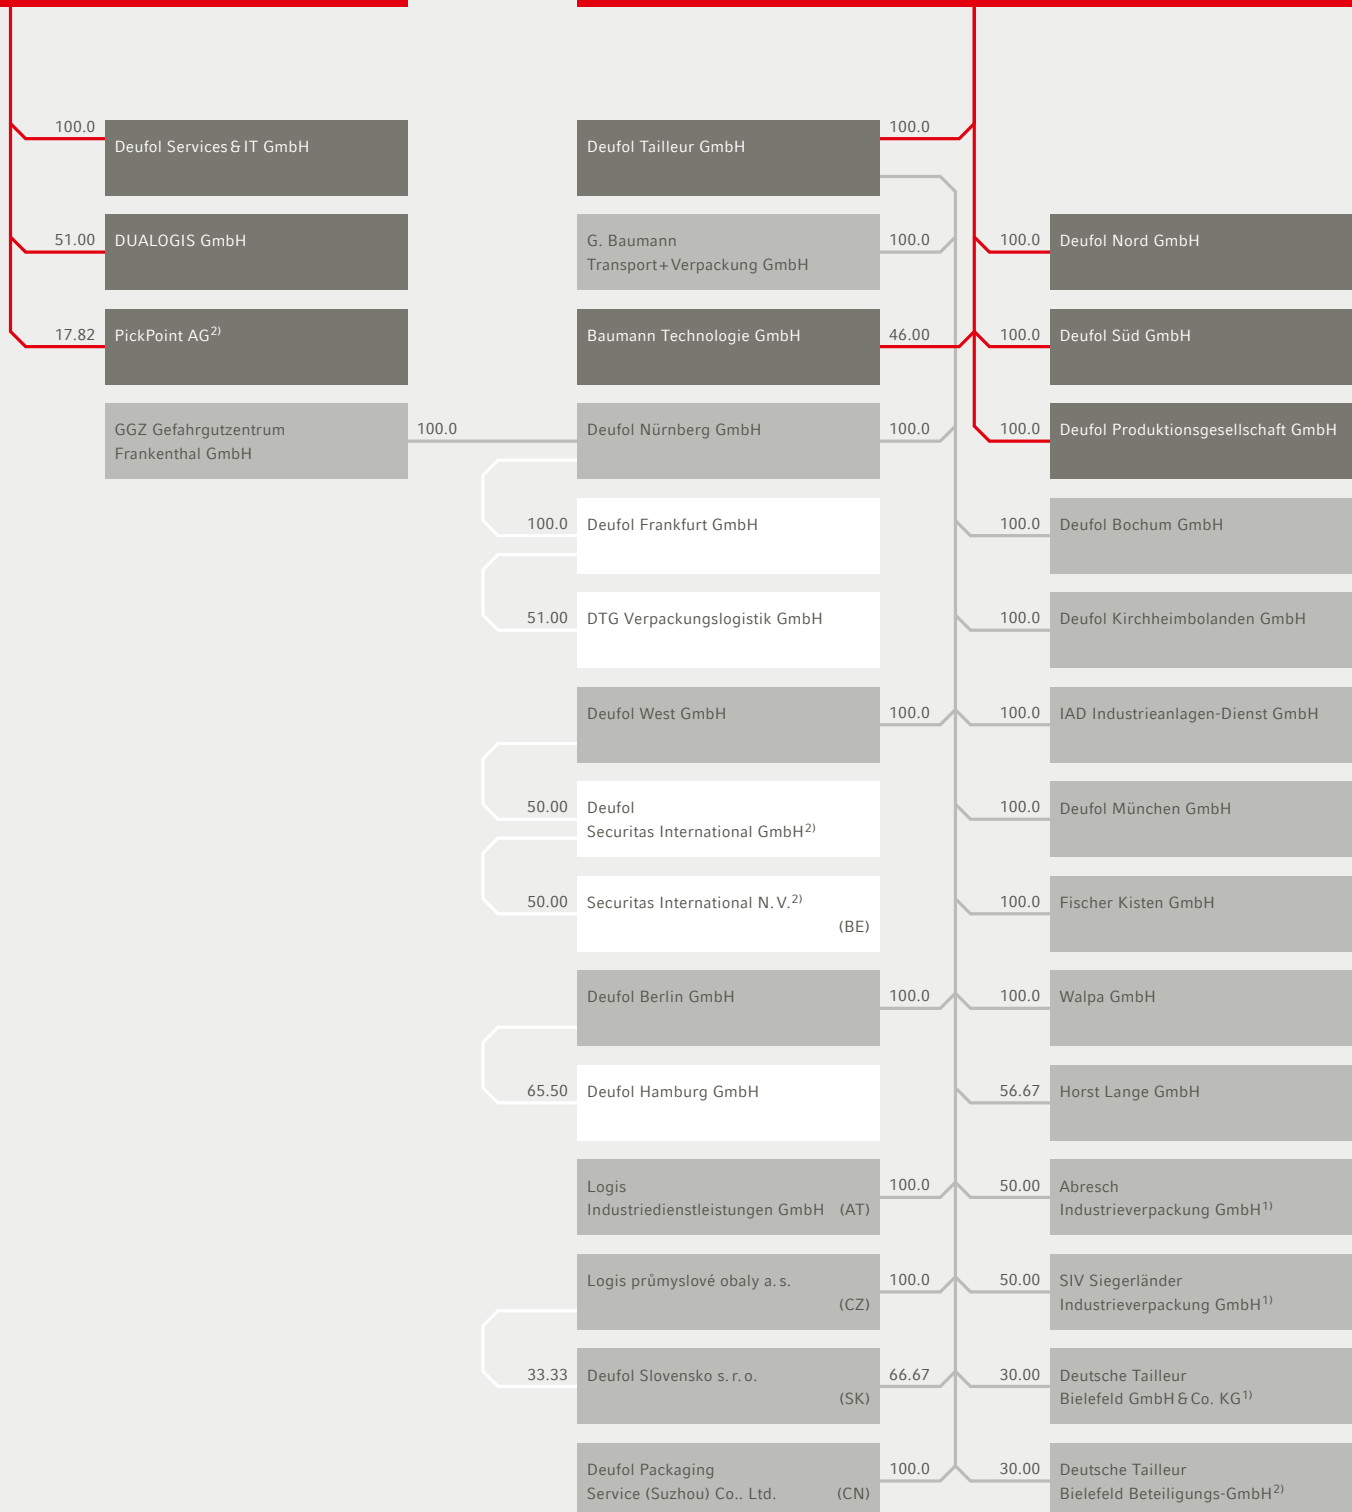 100.0
Deufol Services & IT GmbH
51.00
DUALOGIS GmbH
17.82
PickPoint AG2)
GGZ Gefahrgutzentrum
Frankenthal GmbH
100.0
Deufol Tailleur GmbH
100.0
G. Baumann
Transport+Verpackung GmbH
100.0
Baumann Technologie GmbH
46.00
Deufol Nürnberg GmbH
100.0
100.0
Deufol Frankfurt GmbH
51.00
DTG Verpackungslogistik GmbH
Deufol West GmbH
100.0
50.00
Deufol
Securitas International GmbH2)
50.00
Securitas International N.V.2)
(BE)
Deufol Berlin GmbH
100.0
65.50
Deufol Hamburg GmbH
Logis
Industriedienstleistungen GmbH (AT)
100.0
Logis průmyslové obaly a.s.
(CZ)
100.0
33.33
Deufol Slovensko s.r.o.
(SK)
66.67
Deufol Packaging
Service (Suzhou) Co.. Ltd. (CN)
100.0
100.0
Deufol Nord GmbH
100.0
Deufol Süd GmbH
100.0
Deufol Produktionsgesellschaft GmbH
100.0
Deufol Bochum GmbH
100.0
Deufol Kirchheimbolanden GmbH
100.0
IAD Industrieanlagen-Dienst GmbH
100.0
Deufol München GmbH
100.0
Fischer Kisten GmbH
100.0
Walpa GmbH
56.67
Horst Lange GmbH
50.00
Abresch
Industrieverpackung GmbH1)
50.00
SIV Siegerländer
Industrieverpackung GmbH1)
30.00
Deutsche Tailleur
Bielefeld GmbH & Co. KG1)
30.00
Deutsche Tailleur
Bielefeld Beteiligungs-GmbH2)